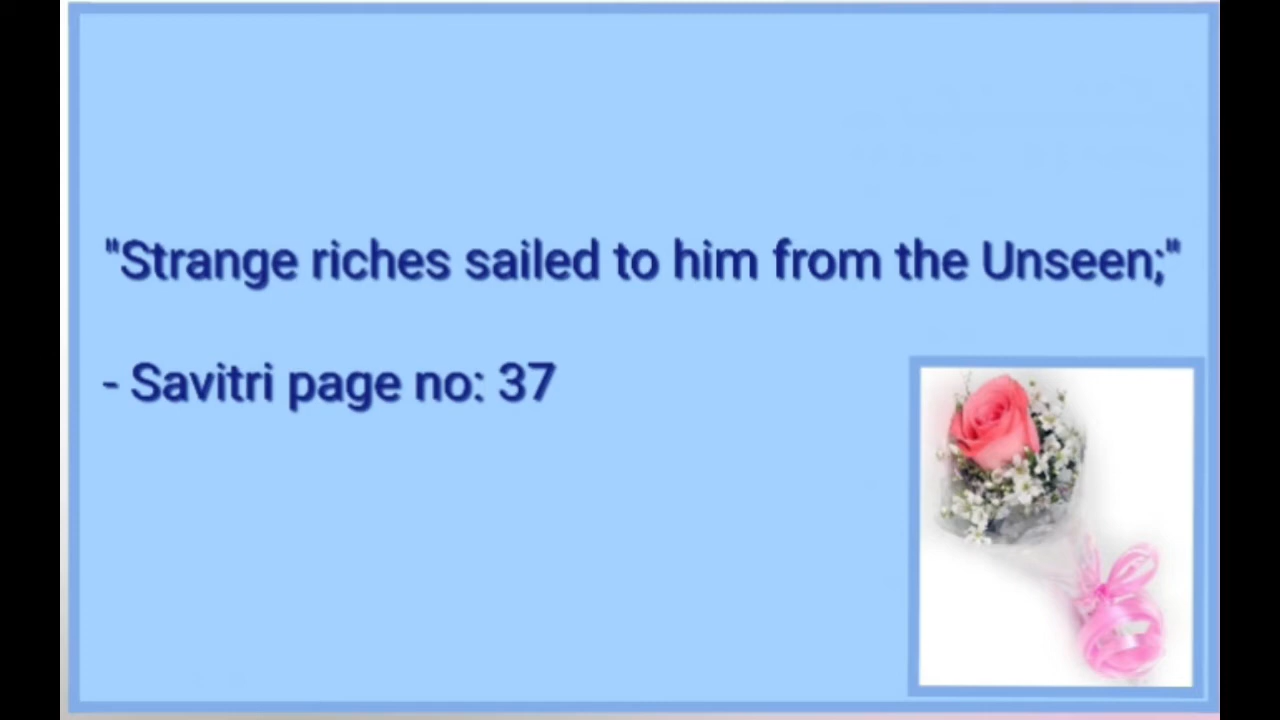 "Strange riches sailed to him from the Unseen;"
- Savitri page no: 37